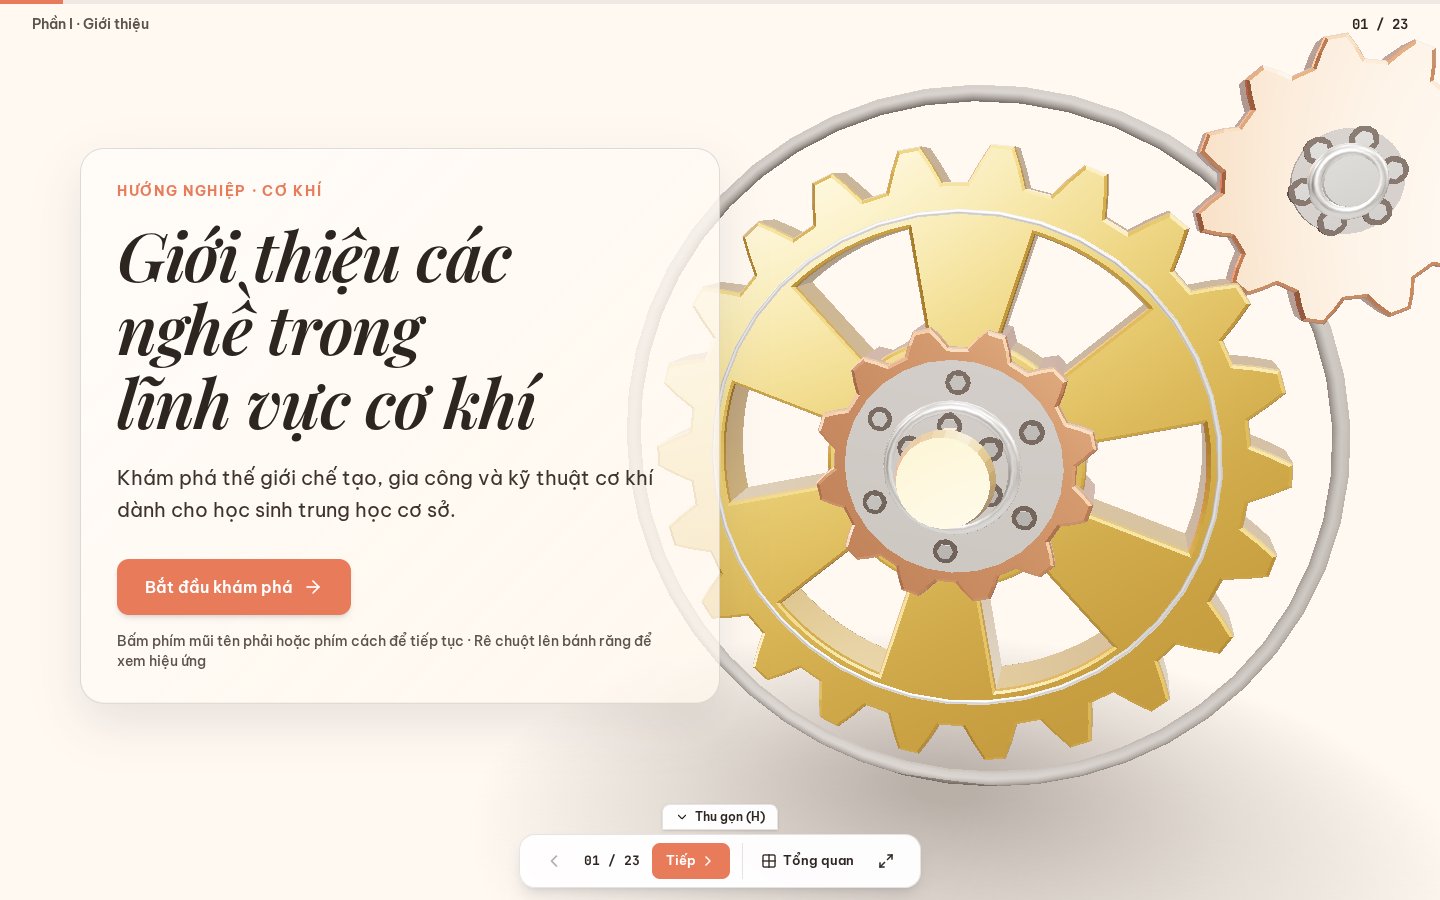 Phần I · Giới thiệu
01 / 23
HƯỚNG NGHIỆP · CƠ KHÍ
Giới thiệu các
nghề trong
lĩnh vực cơ khí
Khám phá thế giới chế tạo, gia công và kỹ thuật cơ khí
dành cho học sinh trung học cơ sở.
Bắt đầu khám phá
Bấm phím mũi tên phải hoặc phím cách để tiếp tục · Rê chuột lên bánh răng để
xem hiệu ứng
Thu gọn (H)
01 / 23 Tiếp Tổng quan